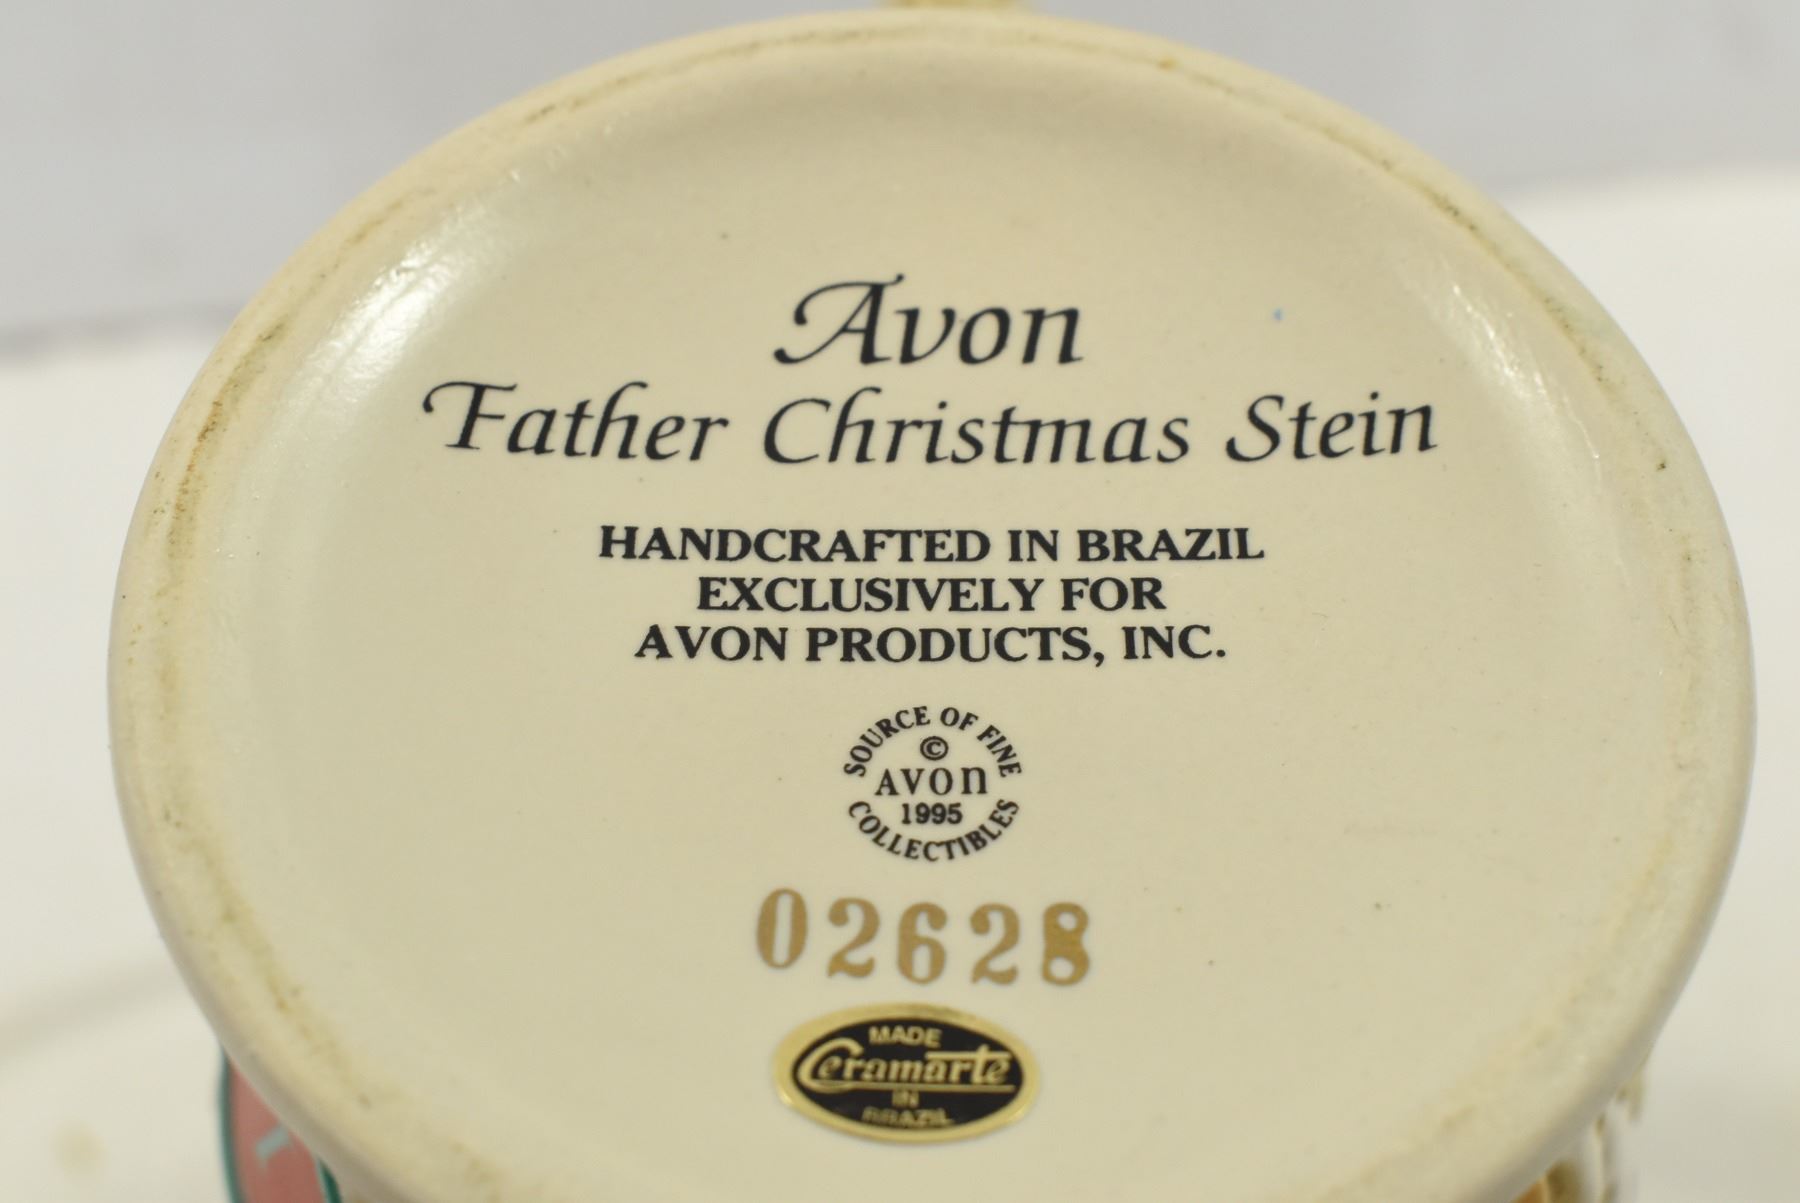 Avon
Father Christmas Stein
HANDCRAFTED IN BRAZIL
EXCLUSIVELY FOR
AVON PRODUCTS, INC.
SOURCE OF FINE
©
AVON
1995
COLLECTIBLES
02628
MADE
Ceramarte
IN
BRAZIL